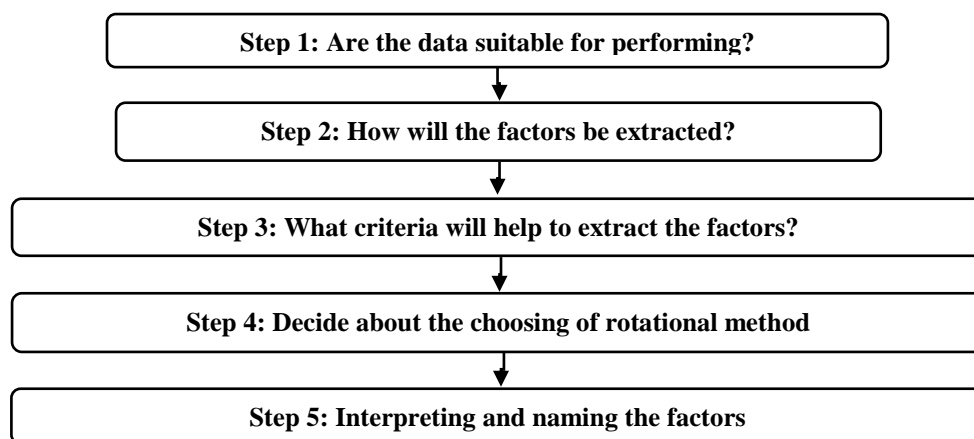 Step 1: Are the data suitable for performing?
Step 2: How will the factors be extracted?
Step 3: What criteria will help to extract the factors?
Step 4: Decide about the choosing of rotational method
Step 5: Interpreting and naming the factors